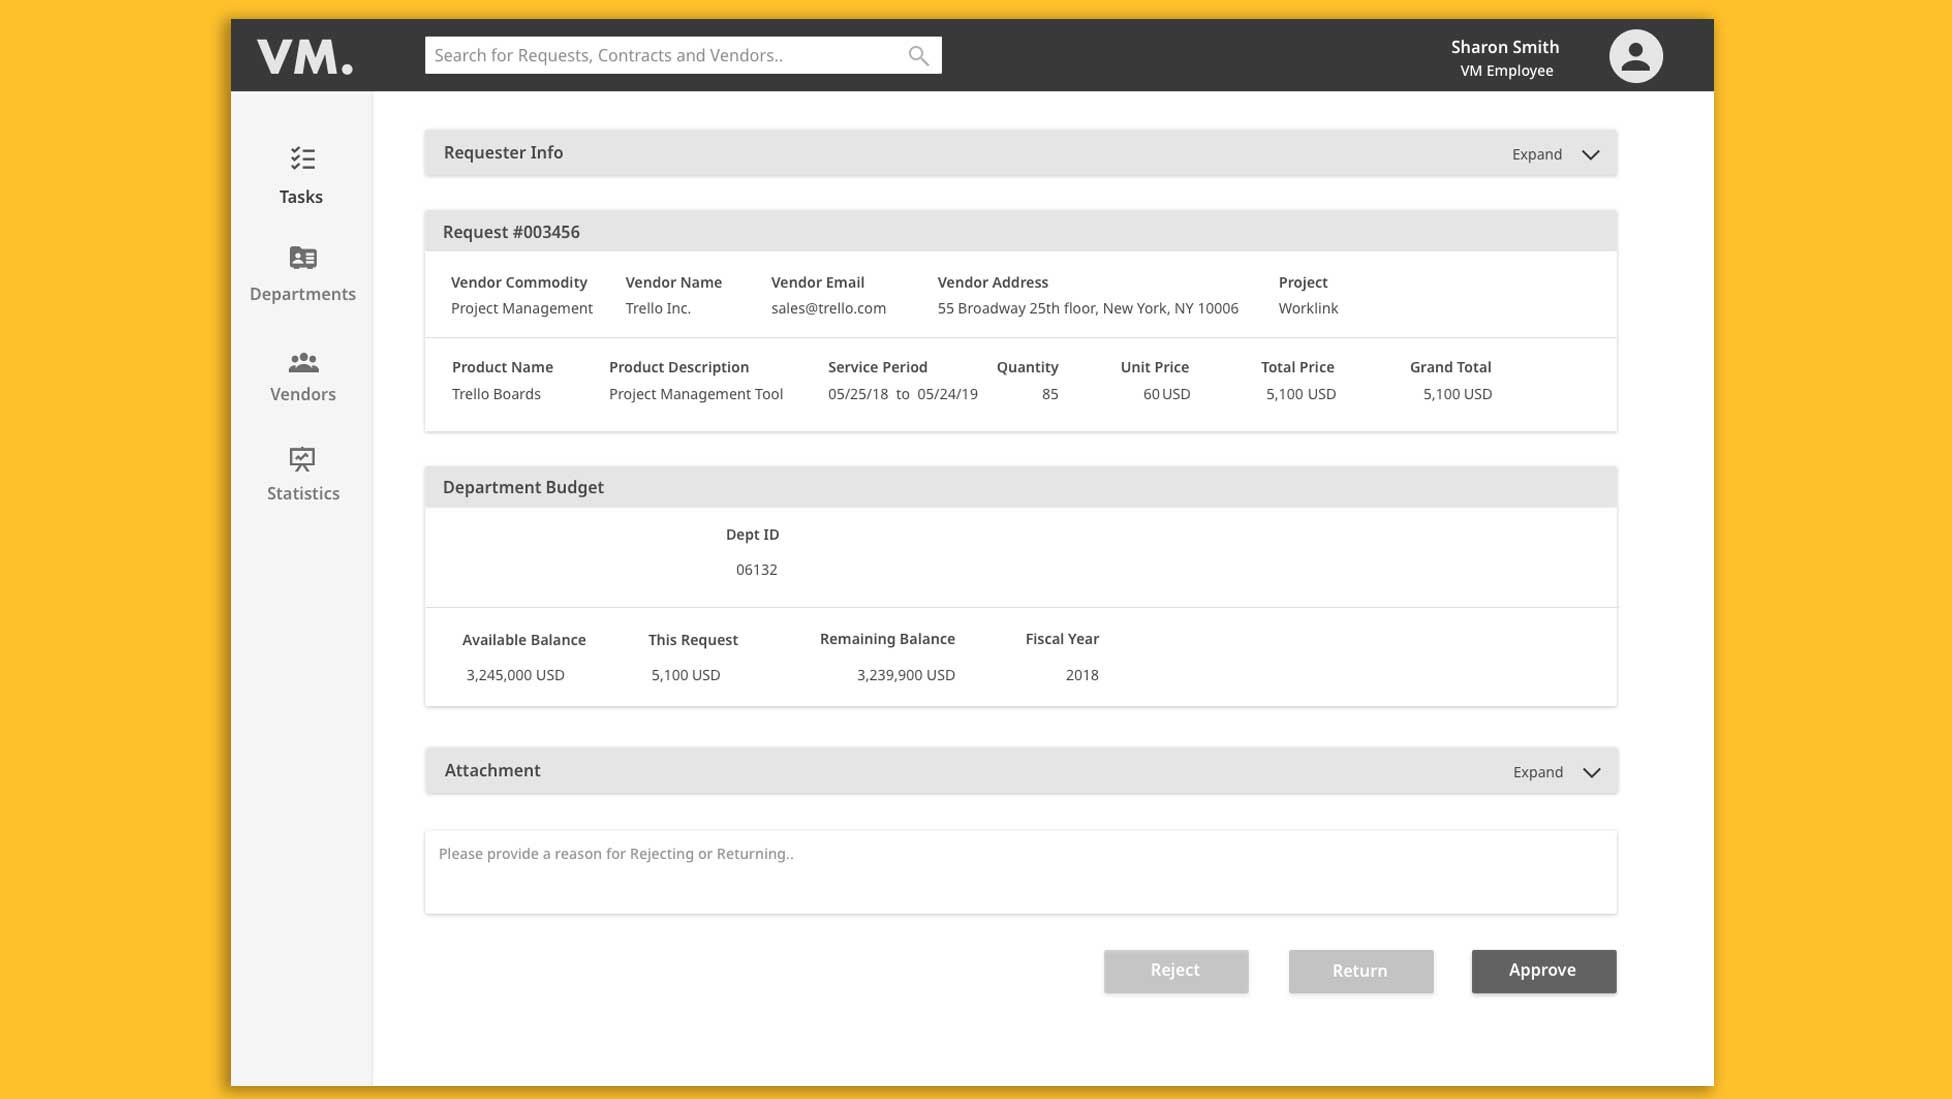 VM.
Search for Requests, Contracts and Vendors..
Sharon Smith
VM Employee
Tasks
Departments
Vendors
Statistics
Requester Info Expand
Request #003456
Vendor Commodity Vendor Name Vendor Email Vendor Address Project
Project Management Trello Inc. sales@trello.com 55 Broadway 25th floor, New York, NY 10006 Worklink
Product Name Product Description Service Period Quantity Unit Price Total Price Grand Total
Trello Boards Project Management Tool 05/25/18 to 05/24/19 85 60 USD 5,100 USD 5,100 USD
Department Budget
Dept ID
06132
Available Balance This Request Remaining Balance Fiscal Year
3,245,000 USD 5,100 USD 3,239,900 USD 2018
Attachment Expand
Please provide a reason for Rejecting or Returning..
Reject Return Approve